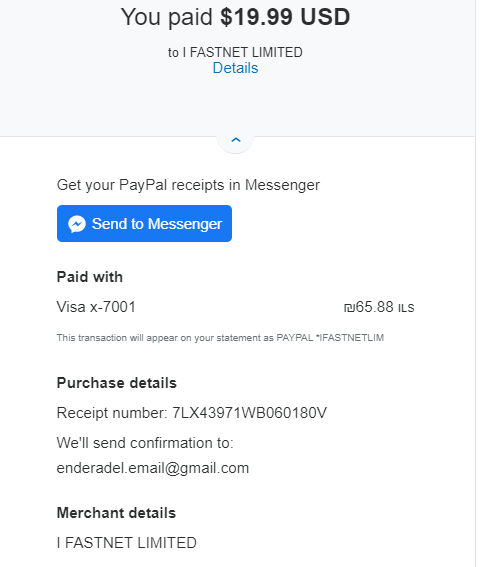 You paid $19.99 USD
to I FASTNET LIMITED
Details
Get your PayPal receipts in Messenger
Send to Messenger
Paid with
Visa x-7001 ₪65.88 ILS
This transaction will appear on your statement as PAYPAL *IFASTNETLIM
Purchase details
Receipt number: 7LX43971WB060180V
We'll send confirmation to:
enderadel.email@gmail.com
Merchant details
I FASTNET LIMITED